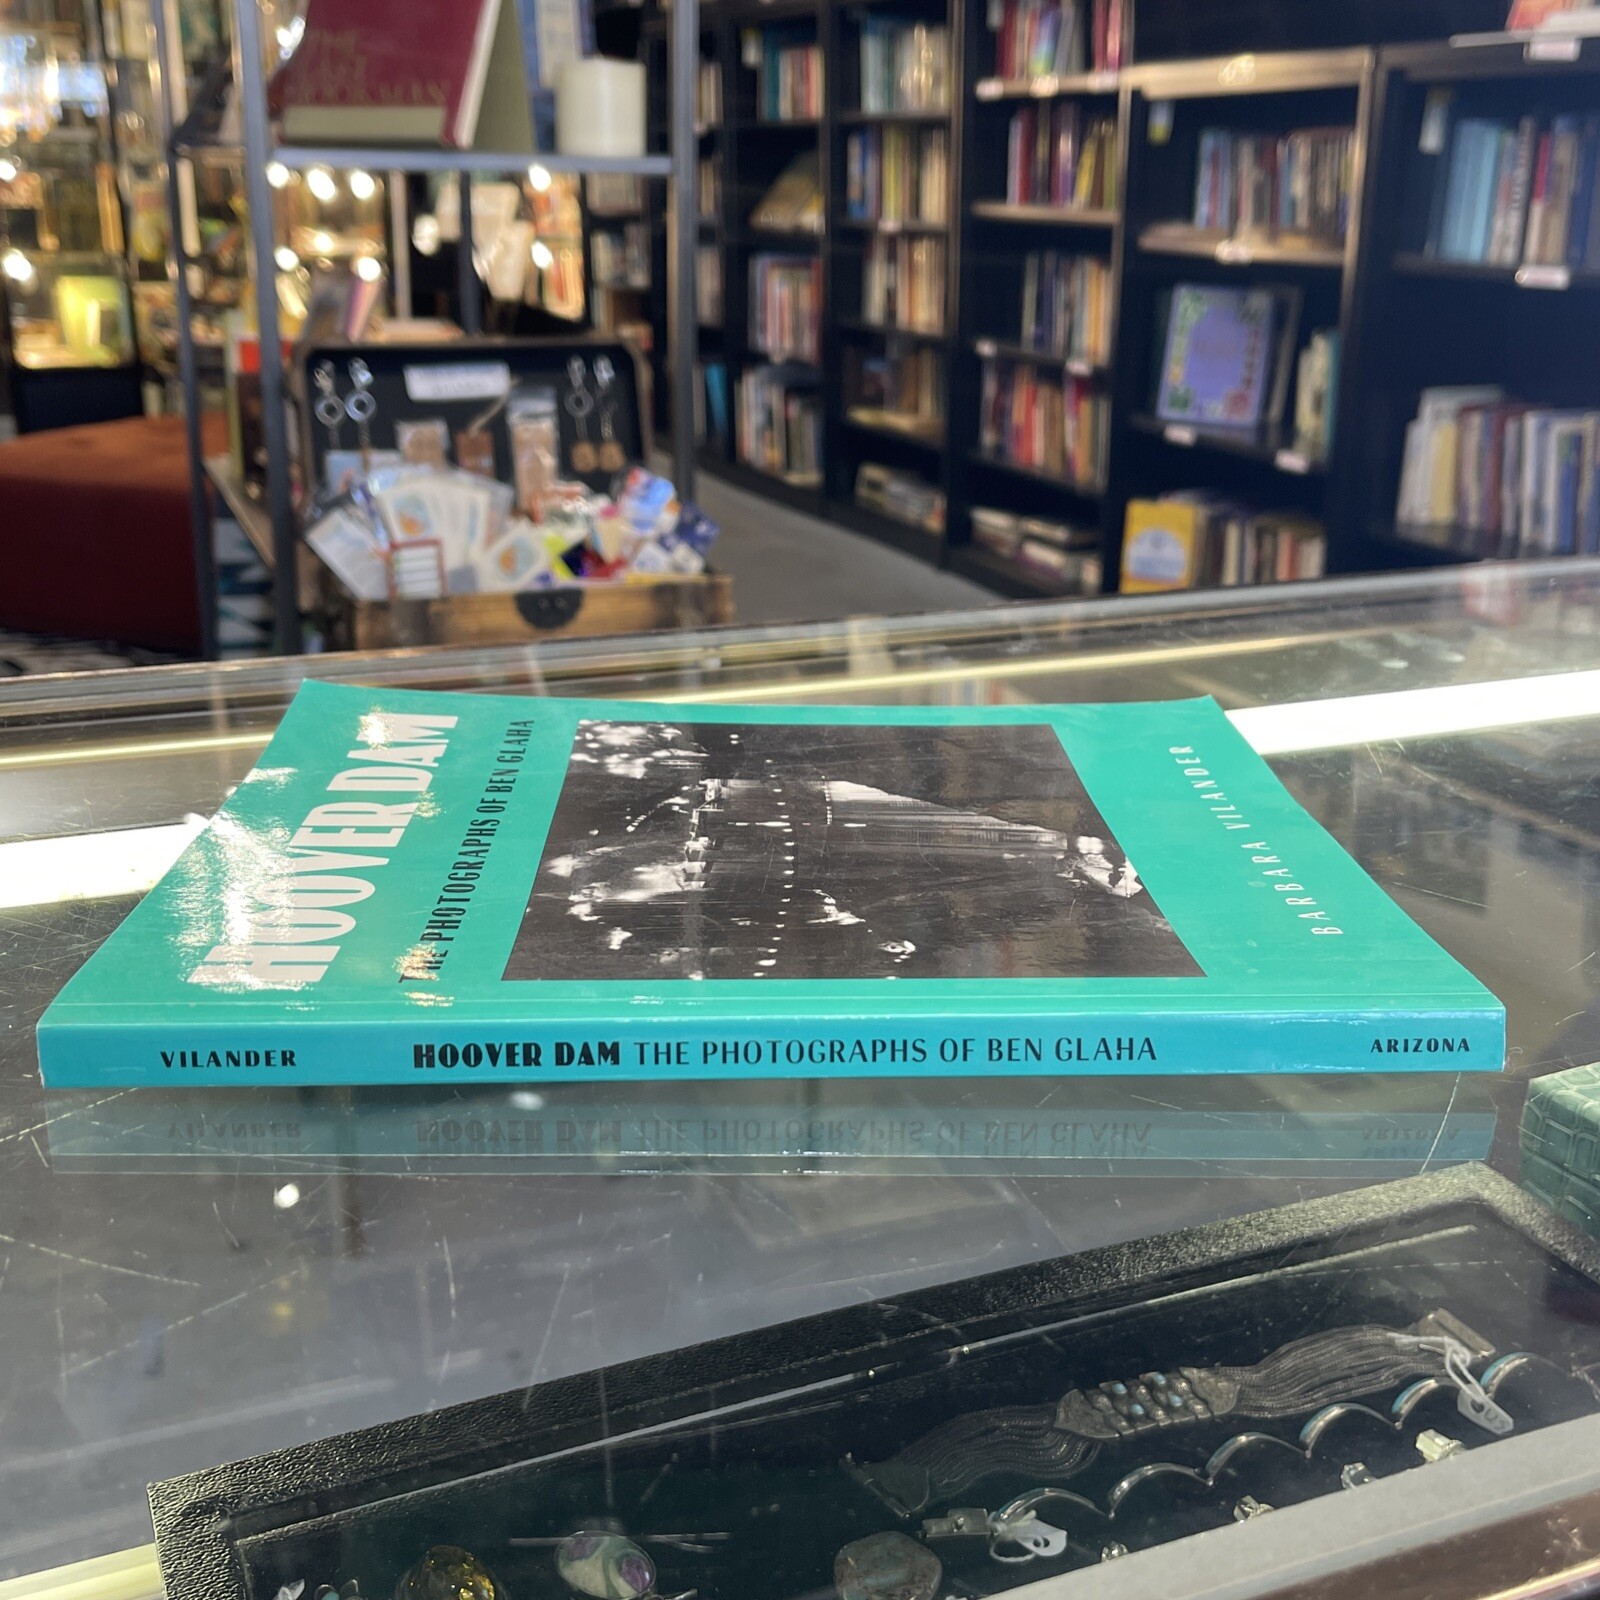 HOOVER DAM
THE PHOTOGRAPHS OF BEN GLAHA
BARBARA VILANDER
VILANDER HOOVER DAM THE PHOTOGRAPHS OF BEN GLAHA ARIZONA